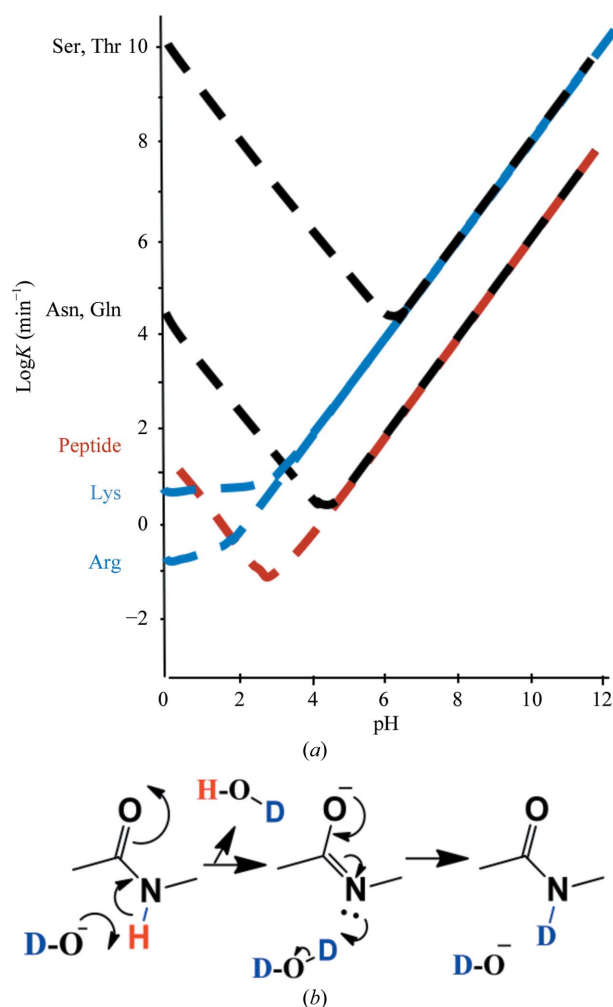 Ser, Thr 10
8
6
Asn, Gln
4
LogK (min⁻¹)
2
Peptide
Lys
0
Arg
−2
0 2 4 6 8 10 12
pH
(a)
H-O
D
O
N
H
D-O⁻
O⁻
N
D-O
D
O
N
D
D-O⁻
(b)